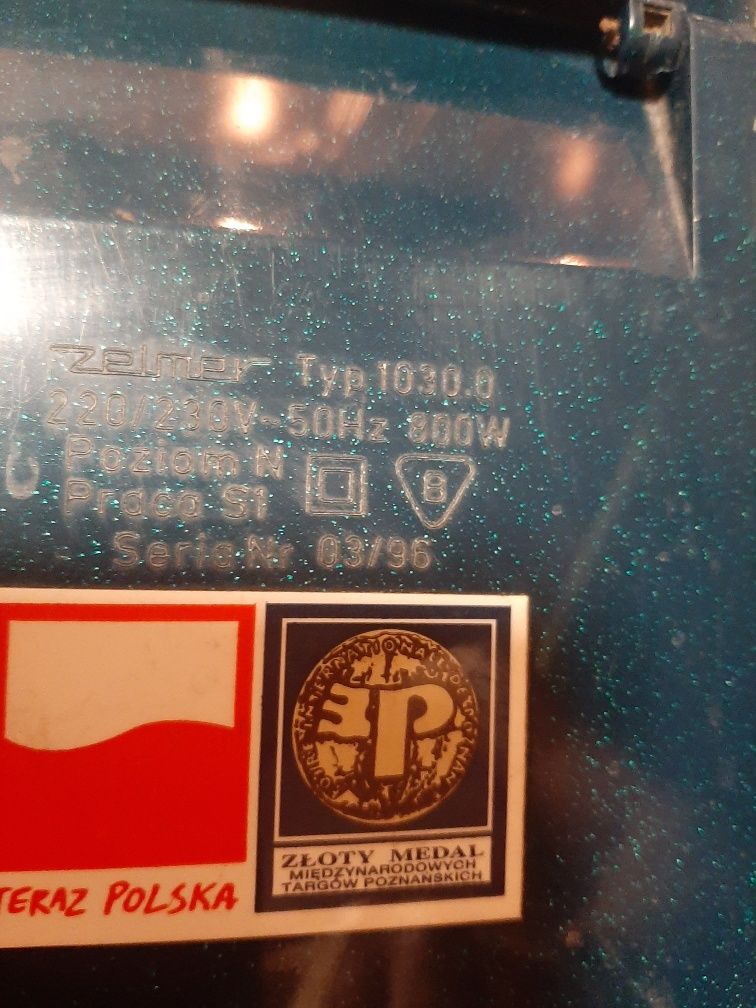 zelmer Typ 1030.0
220/230V~50Hz 800W
Poziom N
Praca S1
B
Seria Nr 03/96
TERAZ POLSKA
ZŁOTY MEDAL
MIĘDZYNARODOWYCH
TARGÓW POZNAŃSKICH